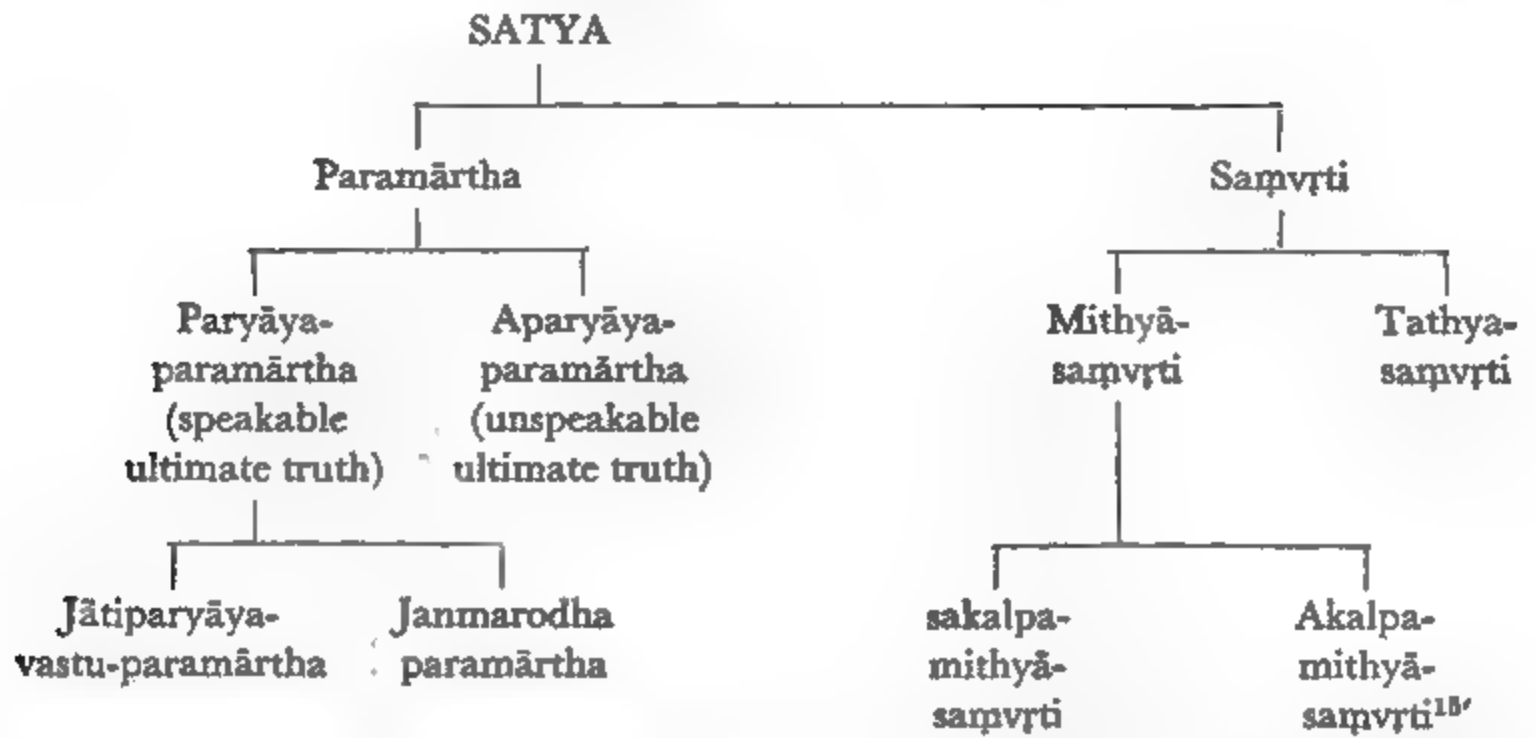 SATYA
Paramārtha
Saṃvṛti
Paryāya-
paramārtha
(speakable
ultimate truth)
Aparyāya-
paramārtha
(unspeakable
ultimate truth)
Mithyā-
saṃvṛti
Tathya-
saṃvṛti
Jātiparyāya-
vastu-paramārtha
Janmarodha
paramārtha
sakalpa-
mithyā-
saṃvṛti
Akalpa-
mithyā-
saṃvṛti¹⁵′